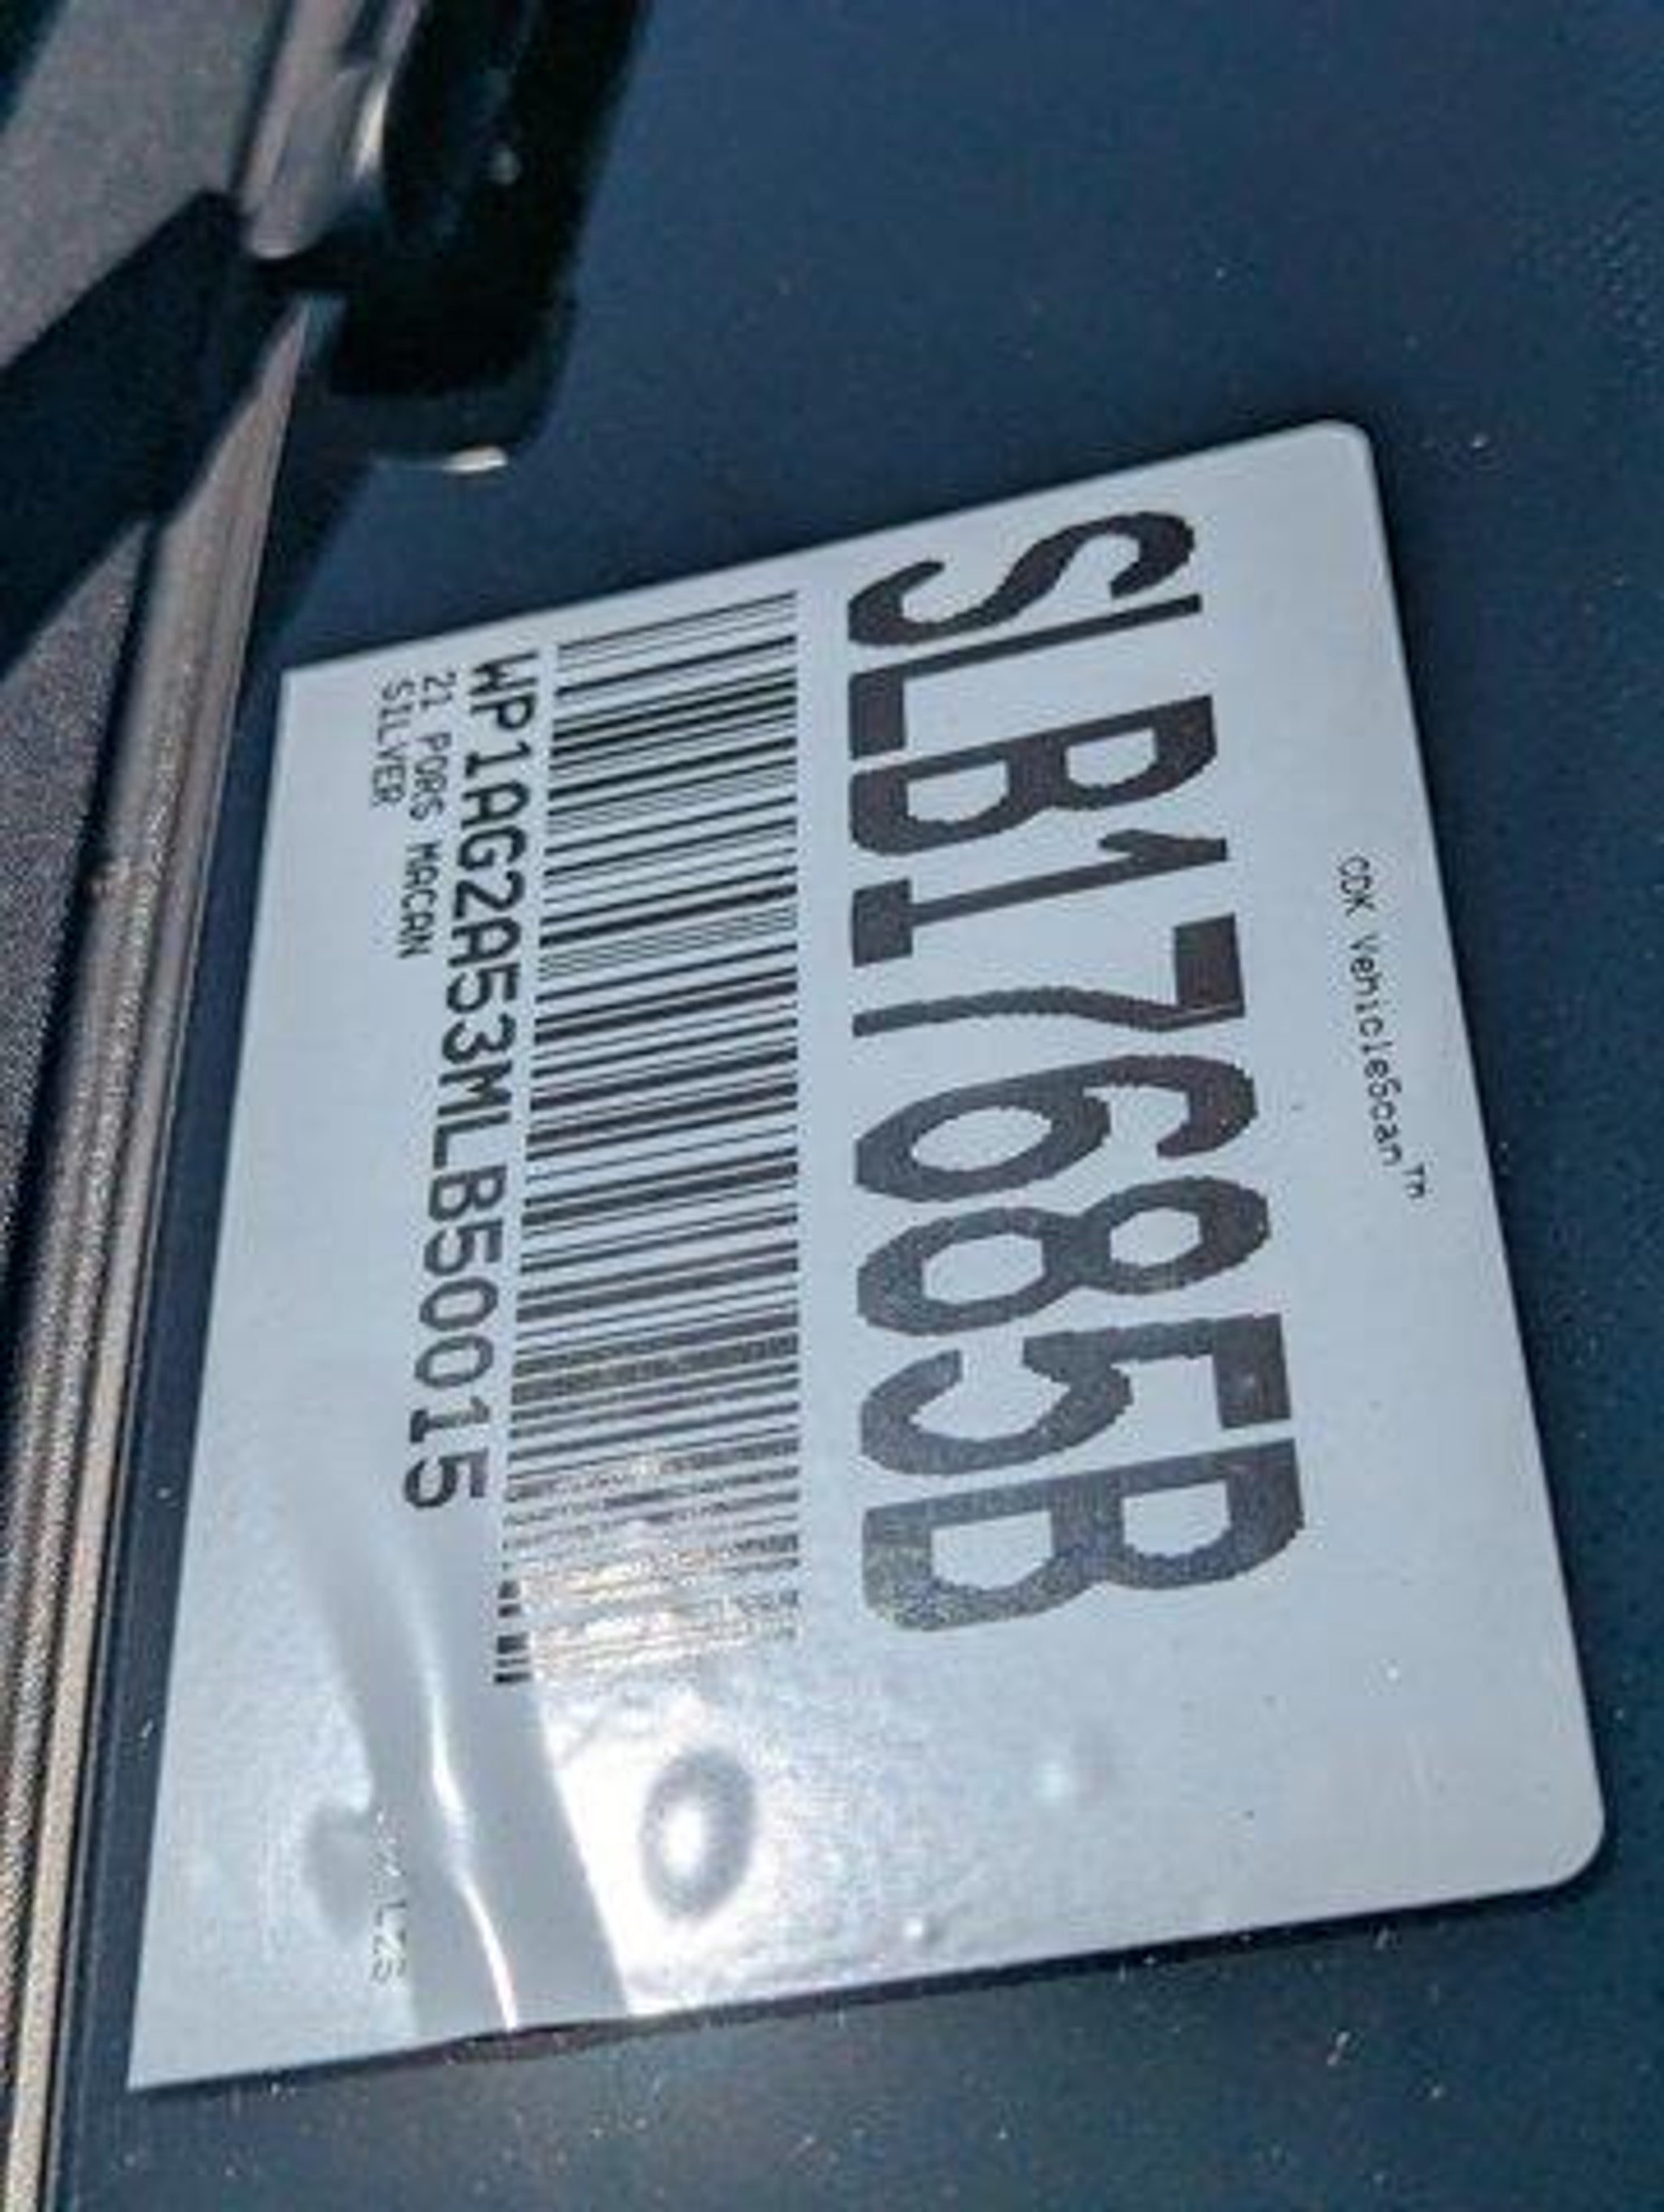 CDK VehicleScan™
SLB17685B
WP1AG2A53MLB50015
21 PORS MACAN
SILVER